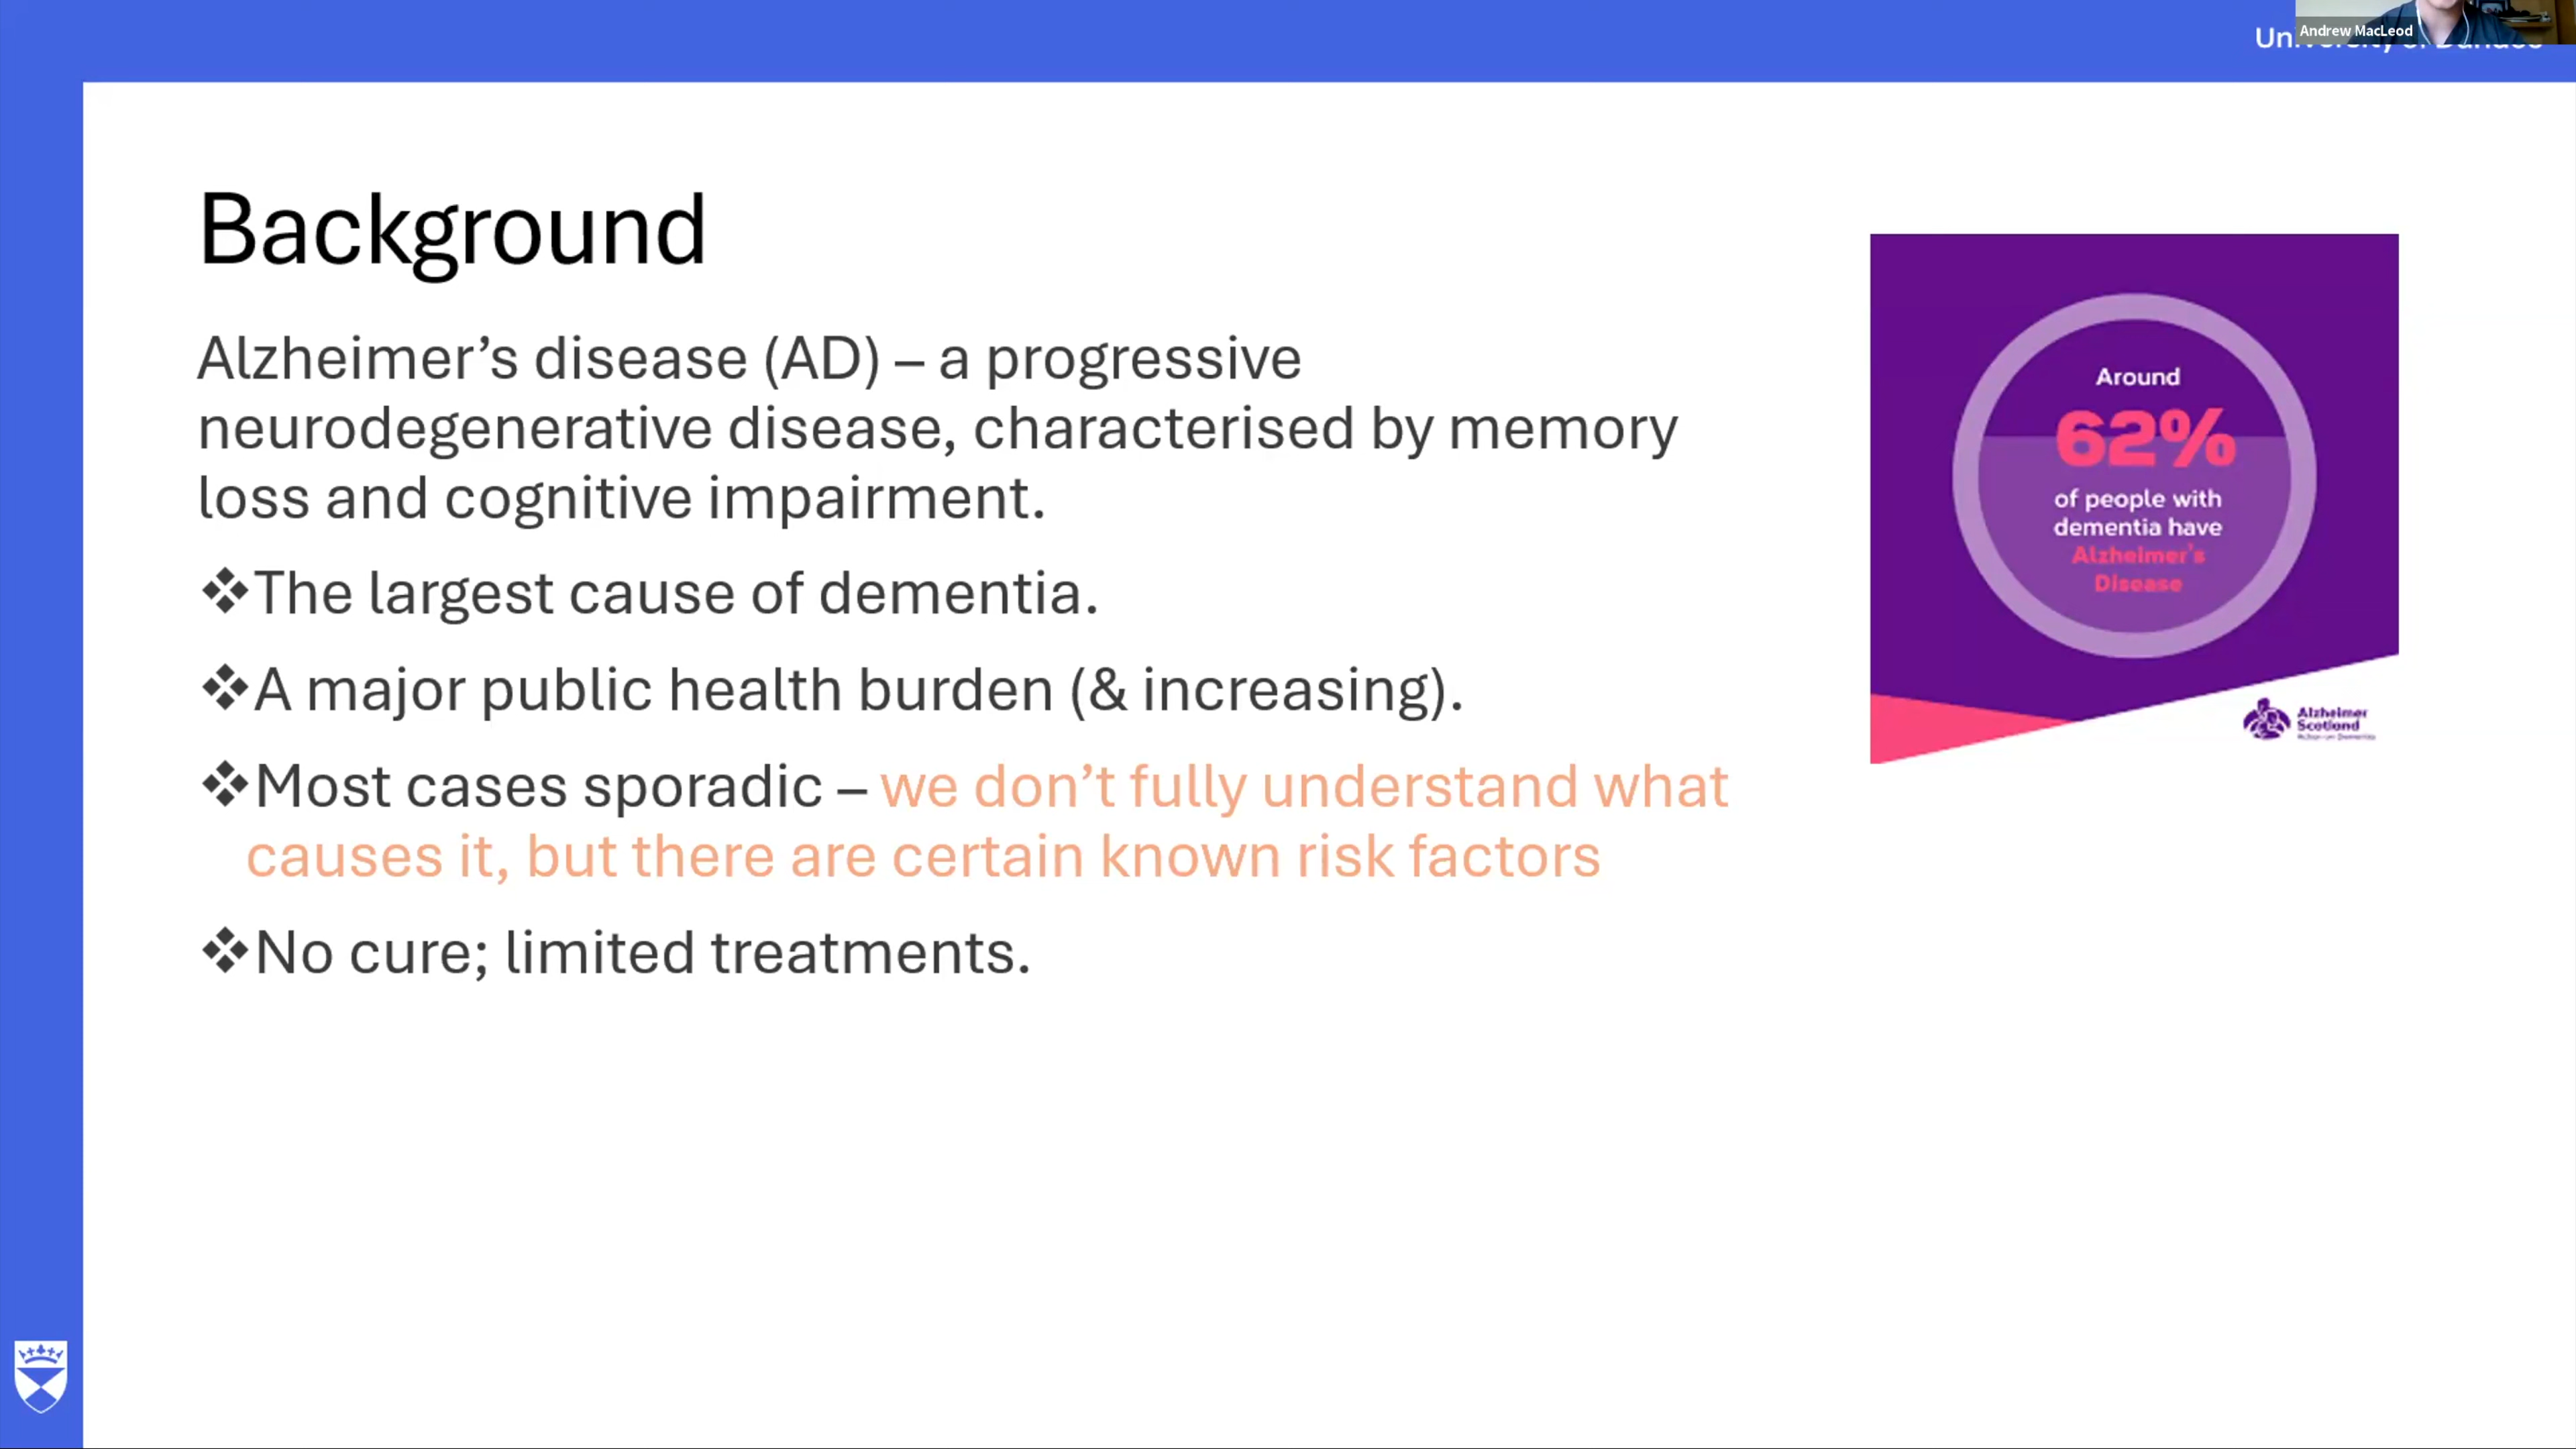 Andrew MacLeod
Background
Alzheimer’s disease (AD) – a progressive
neurodegenerative disease, characterised by memory
loss and cognitive impairment.
❖The largest cause of dementia.
❖A major public health burden (& increasing).
❖Most cases sporadic – we don’t fully understand what
causes it, but there are certain known risk factors
❖No cure; limited treatments.
Around
62%
of people with
dementia have
Alzheimer’s
Disease
Alzheimer
Scotland